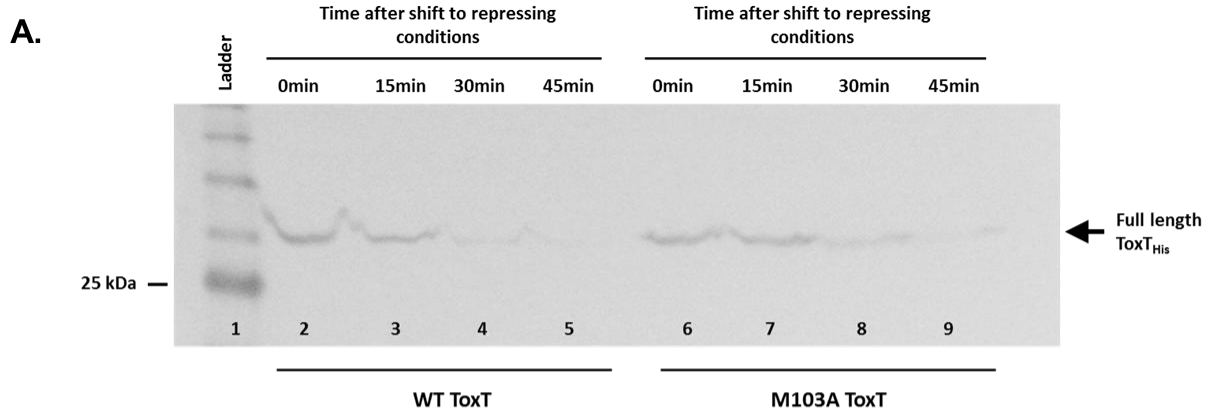 A.
Ladder
Time after shift to repressing
conditions
Time after shift to repressing
conditions
0min 15min 30min 45min
0min 15min 30min 45min
Full length
ToxTHis
25 kDa
1 2 3 4 5 6 7 8 9
WT ToxT
M103A ToxT